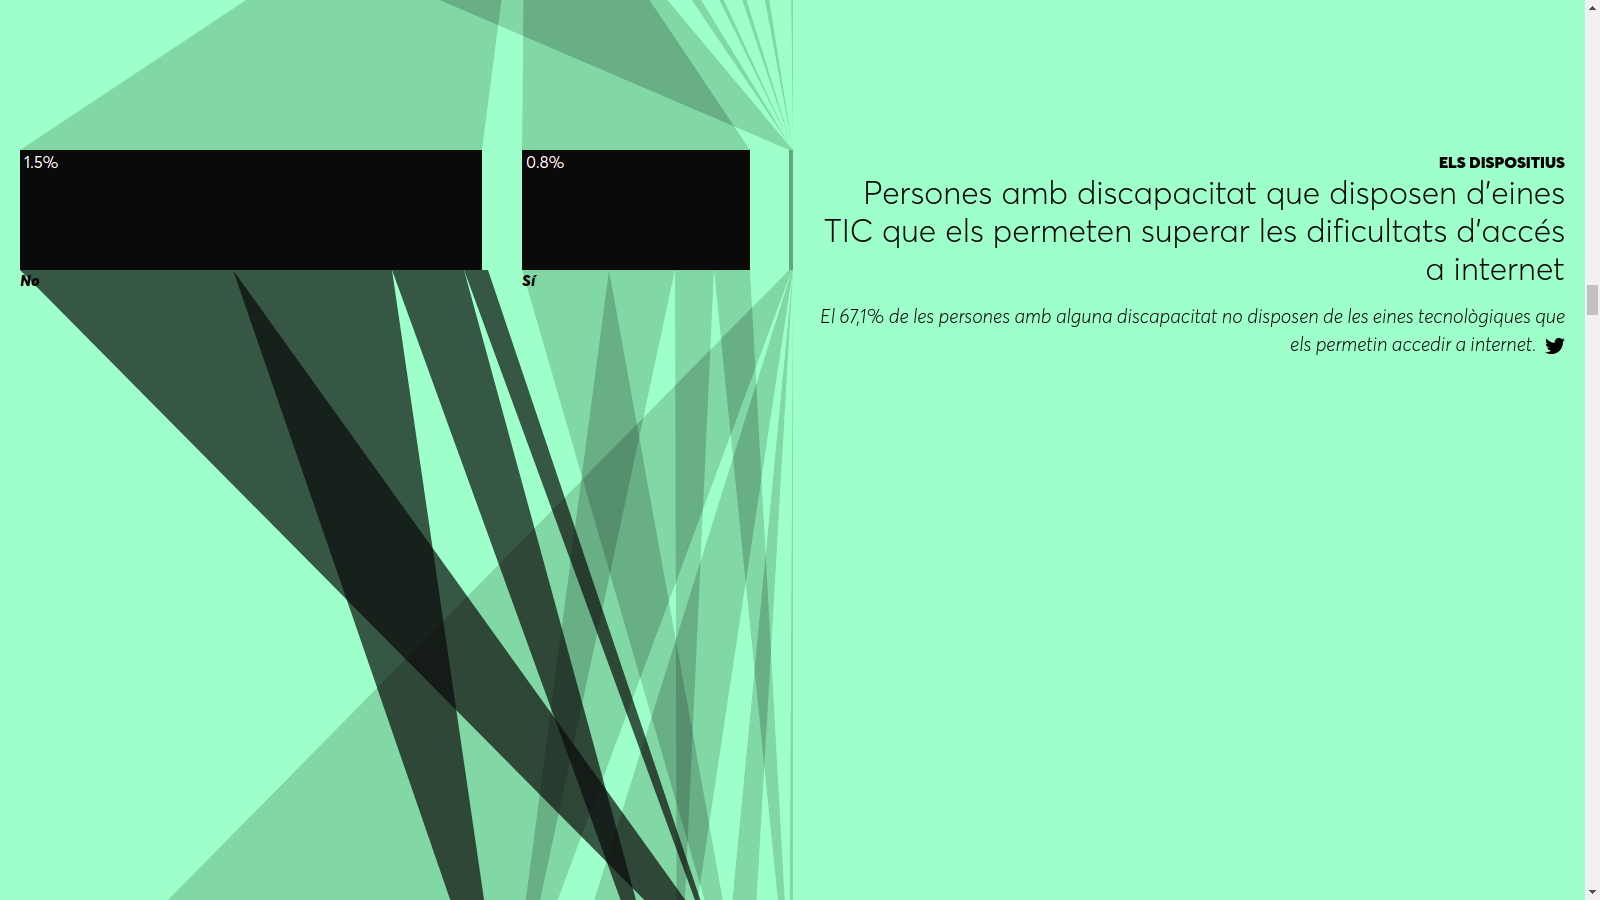 1.5%
0.8%
No
Sí
ELS DISPOSITIUS
Persones amb discapacitat que disposen d'eines
TIC que els permeten superar les dificultats d'accés
a internet
El 67,1% de les persones amb alguna discapacitat no disposen de les eines tecnològiques que
els permetin accedir a internet.